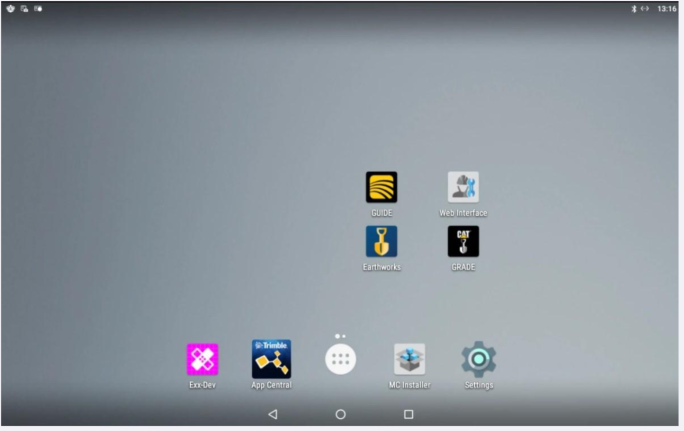 13:16
GUIDE
Web Interface
CAT
Earthworks
GRADE
Trimble.
Exx-Dev
App Central
MC Installer
Settings